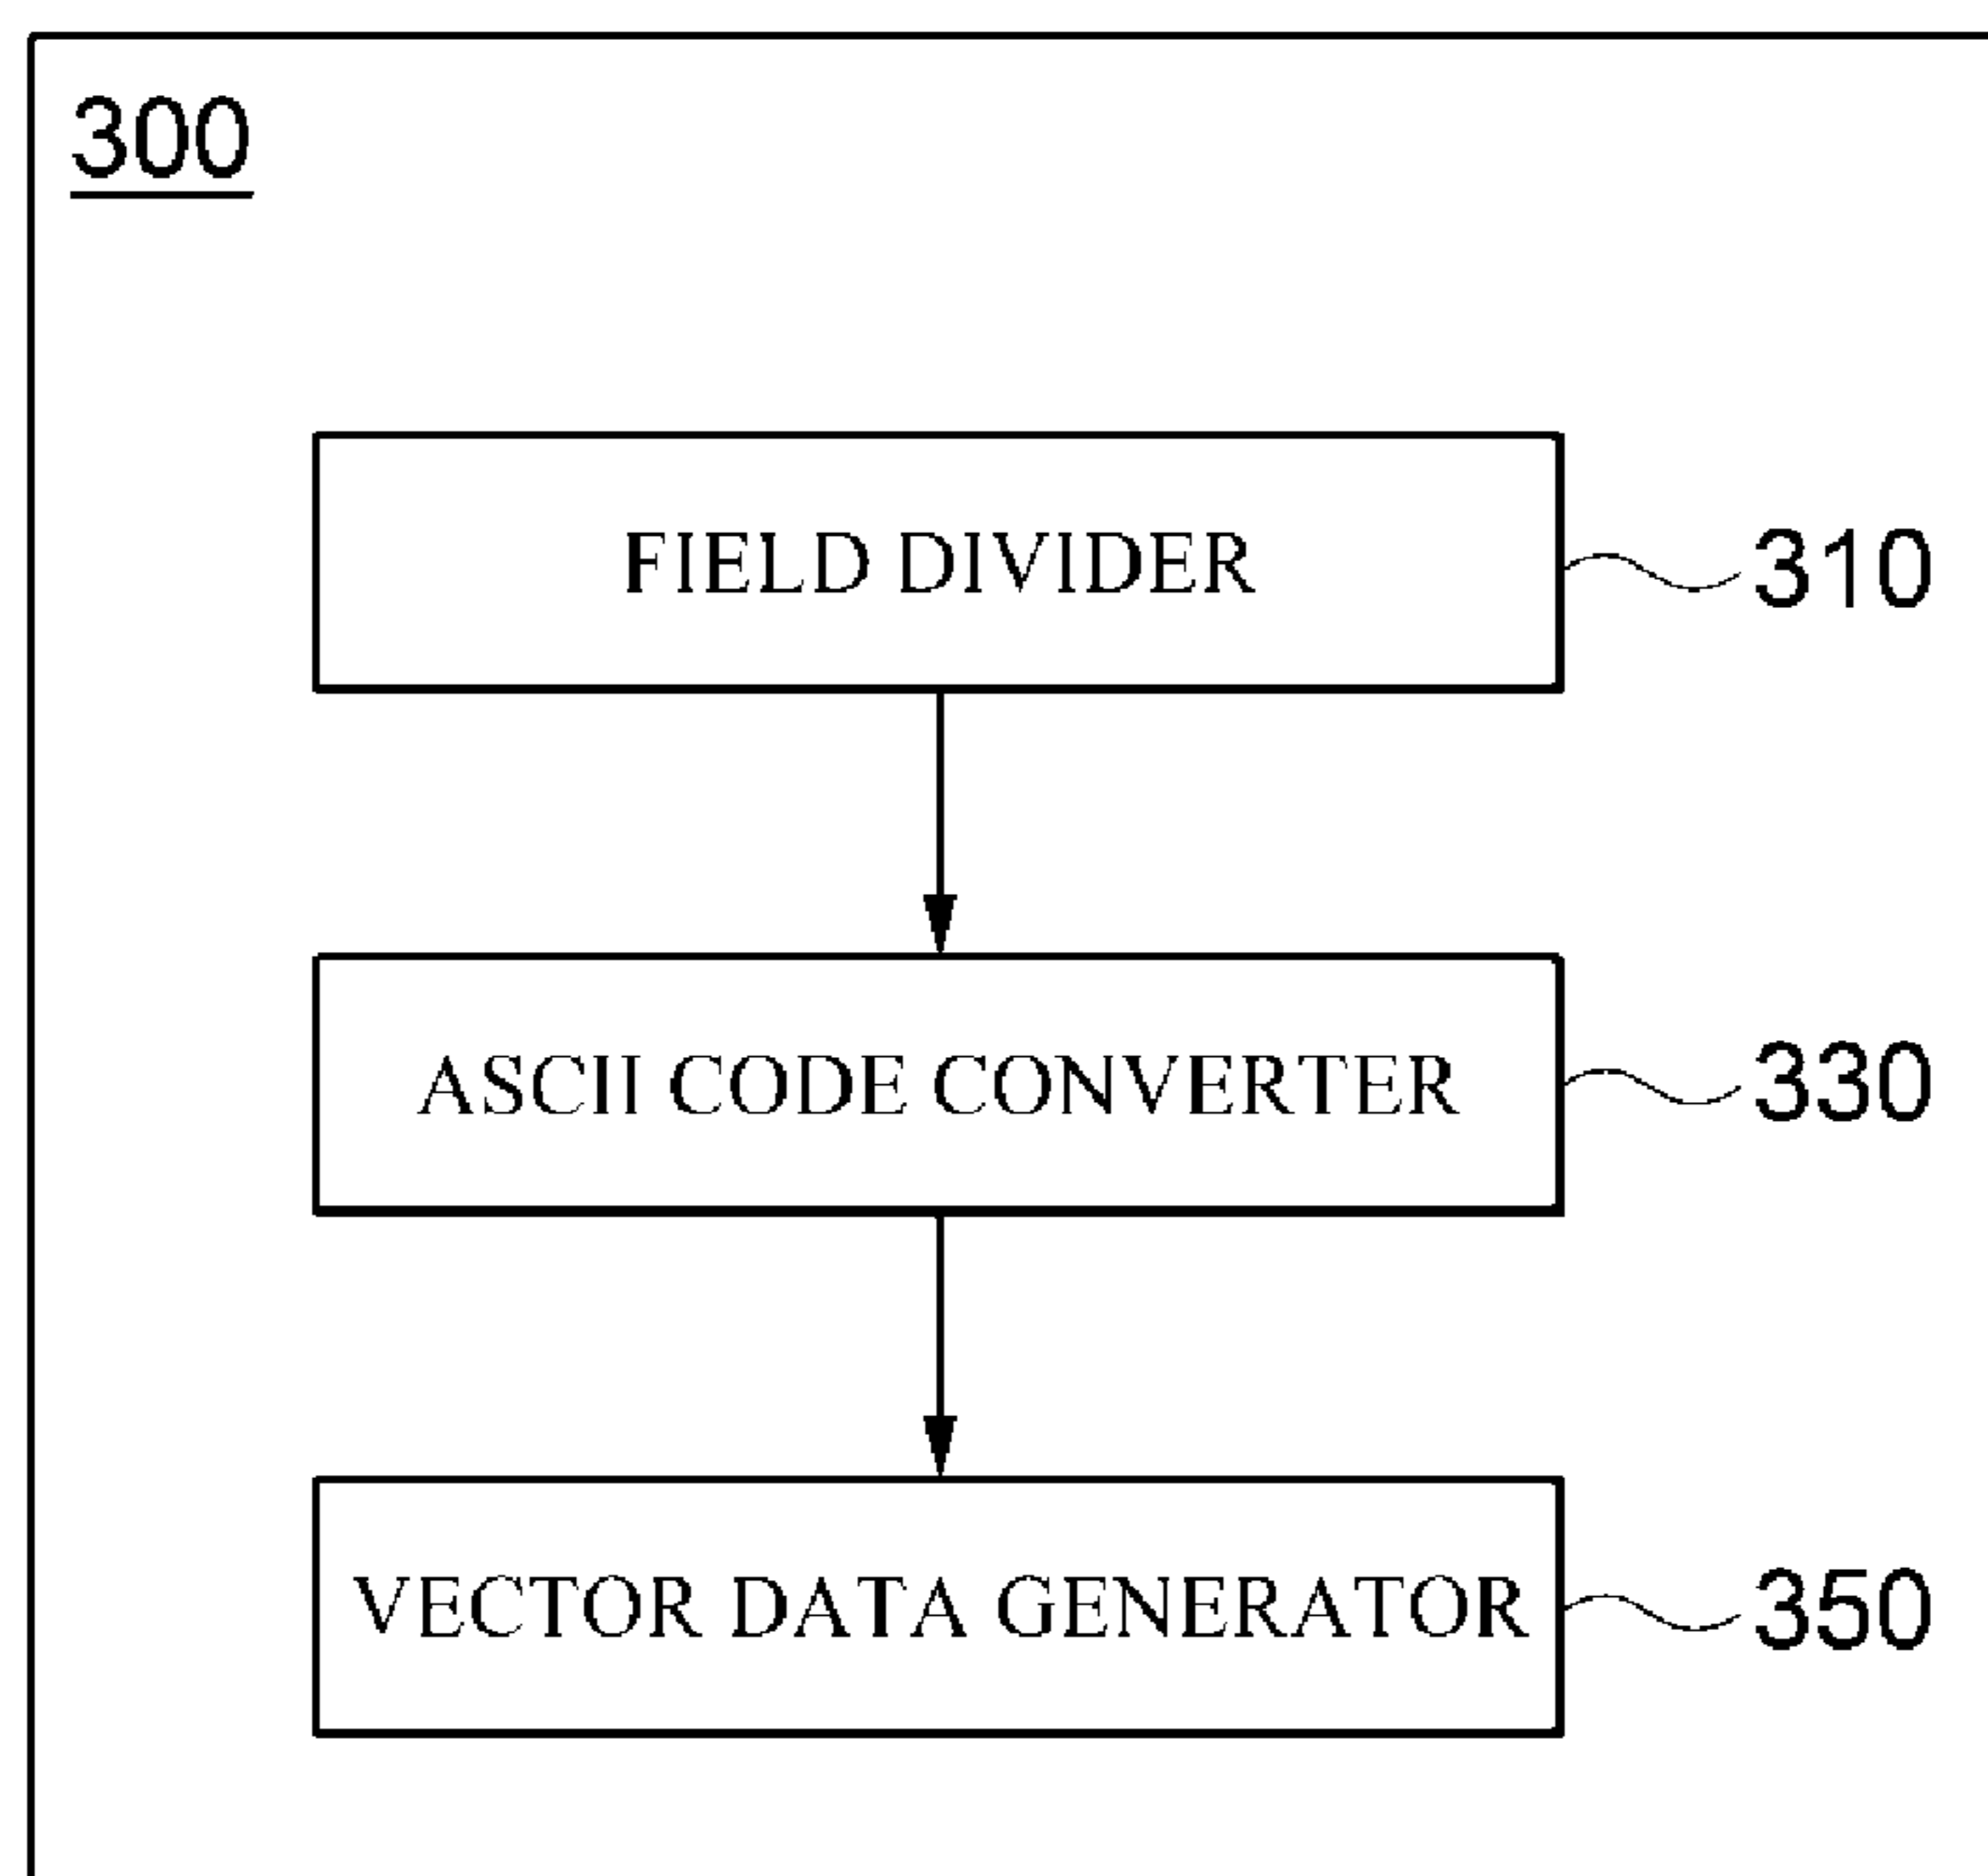 300
FIELD DIVIDER
310
ASCII CODE CONVERTER
330
VECTOR DATA GENERATOR
350